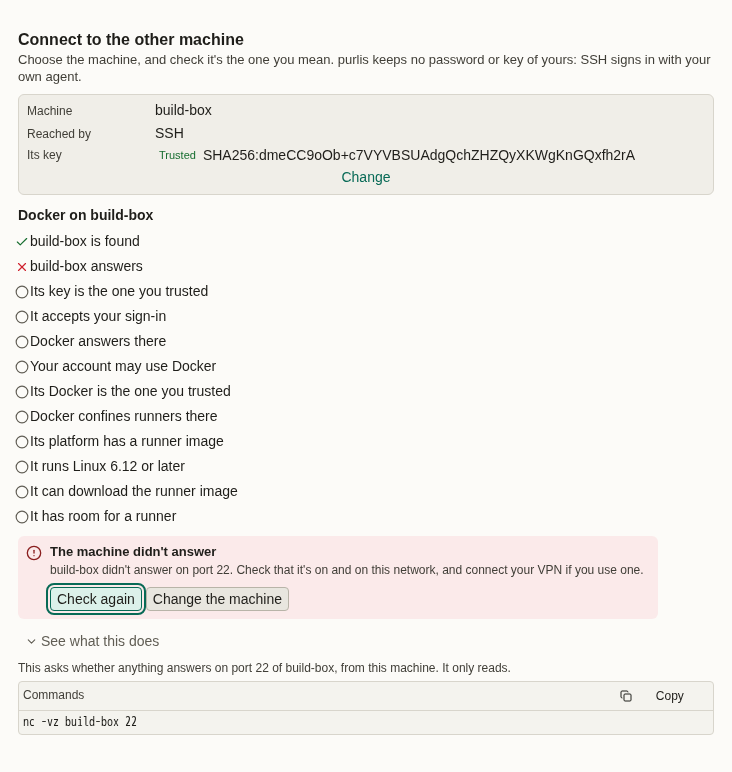 Connect to the other machine
Choose the machine, and check it's the one you mean. purlis keeps no password or key of yours: SSH signs in with your
own agent.
Machine build-box
Reached by SSH
Its key Trusted SHA256:dmeCC9oOb+c7VYVBSUAdgQchZHZQyXKWgKnGQxfh2rA
Change
Docker on build-box
build-box is found
build-box answers
Its key is the one you trusted
It accepts your sign-in
Docker answers there
Your account may use Docker
Its Docker is the one you trusted
Docker confines runners there
Its platform has a runner image
It runs Linux 6.12 or later
It can download the runner image
It has room for a runner
The machine didn't answer
build-box didn't answer on port 22. Check that it's on and on this network, and connect your VPN if you use one.
Check again Change the machine
See what this does
This asks whether anything answers on port 22 of build-box, from this machine. It only reads.
Commands Copy
nc -vz build-box 22